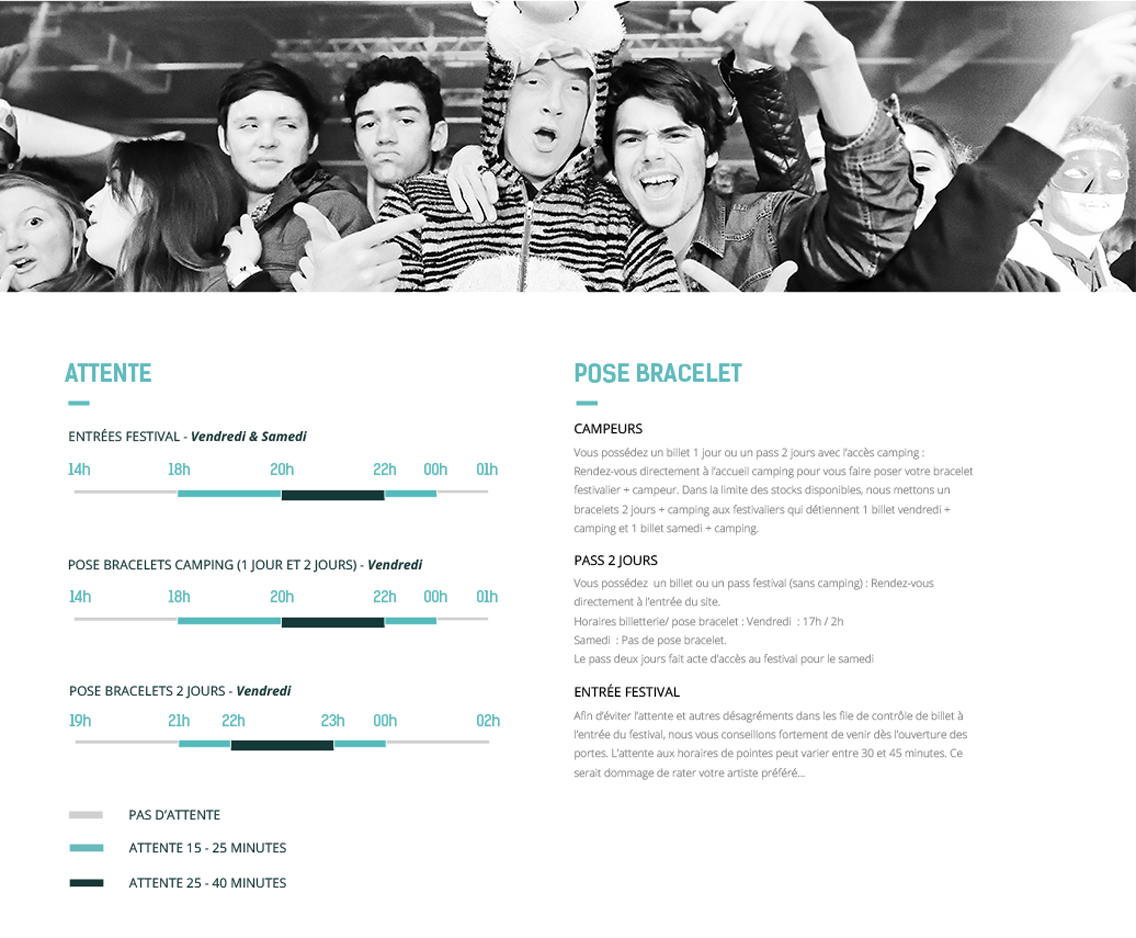 ATTENTE
ENTRÉES FESTIVAL - Vendredi & Samedi
14h 18h 20h 22h 00h 01h
POSE BRACELETS CAMPING (1 JOUR ET 2 JOURS) - Vendredi
14h 18h 20h 22h 00h 01h
POSE BRACELETS 2 JOURS - Vendredi
19h 21h 22h 23h 00h 02h
PAS D'ATTENTE
ATTENTE 15 - 25 MINUTES
ATTENTE 25 - 40 MINUTES
POSE BRACELET
CAMPEURS
Vous possédez un billet 1 jour ou un pass 2 jours avec l'accès camping :
Rendez-vous directement à l'accueil camping pour vous faire poser votre bracelet
festivalier + campeur. Dans la limite des stocks disponibles, nous mettons un
bracelets 2 jours + camping aux festivaliers qui détiennent 1 billet vendredi +
camping et 1 billet samedi + camping.
PASS 2 JOURS
Vous possédez un billet ou un pass festival (sans camping) : Rendez-vous
directement à l'entrée du site.
Horaires billetterie/ pose bracelet : Vendredi : 17h / 2h
Samedi : Pas de pose bracelet.
Le pass deux jours fait acte d'accès au festival pour le samedi
ENTRÉE FESTIVAL
Afin d'éviter l'attente et autres désagréments dans les file de contrôle de billet à
l'entrée du festival, nous vous conseillons fortement de venir dès l'ouverture des
portes. L'attente aux horaires de pointes peut varier entre 30 et 45 minutes. Ce
serait dommage de rater votre artiste préféré...